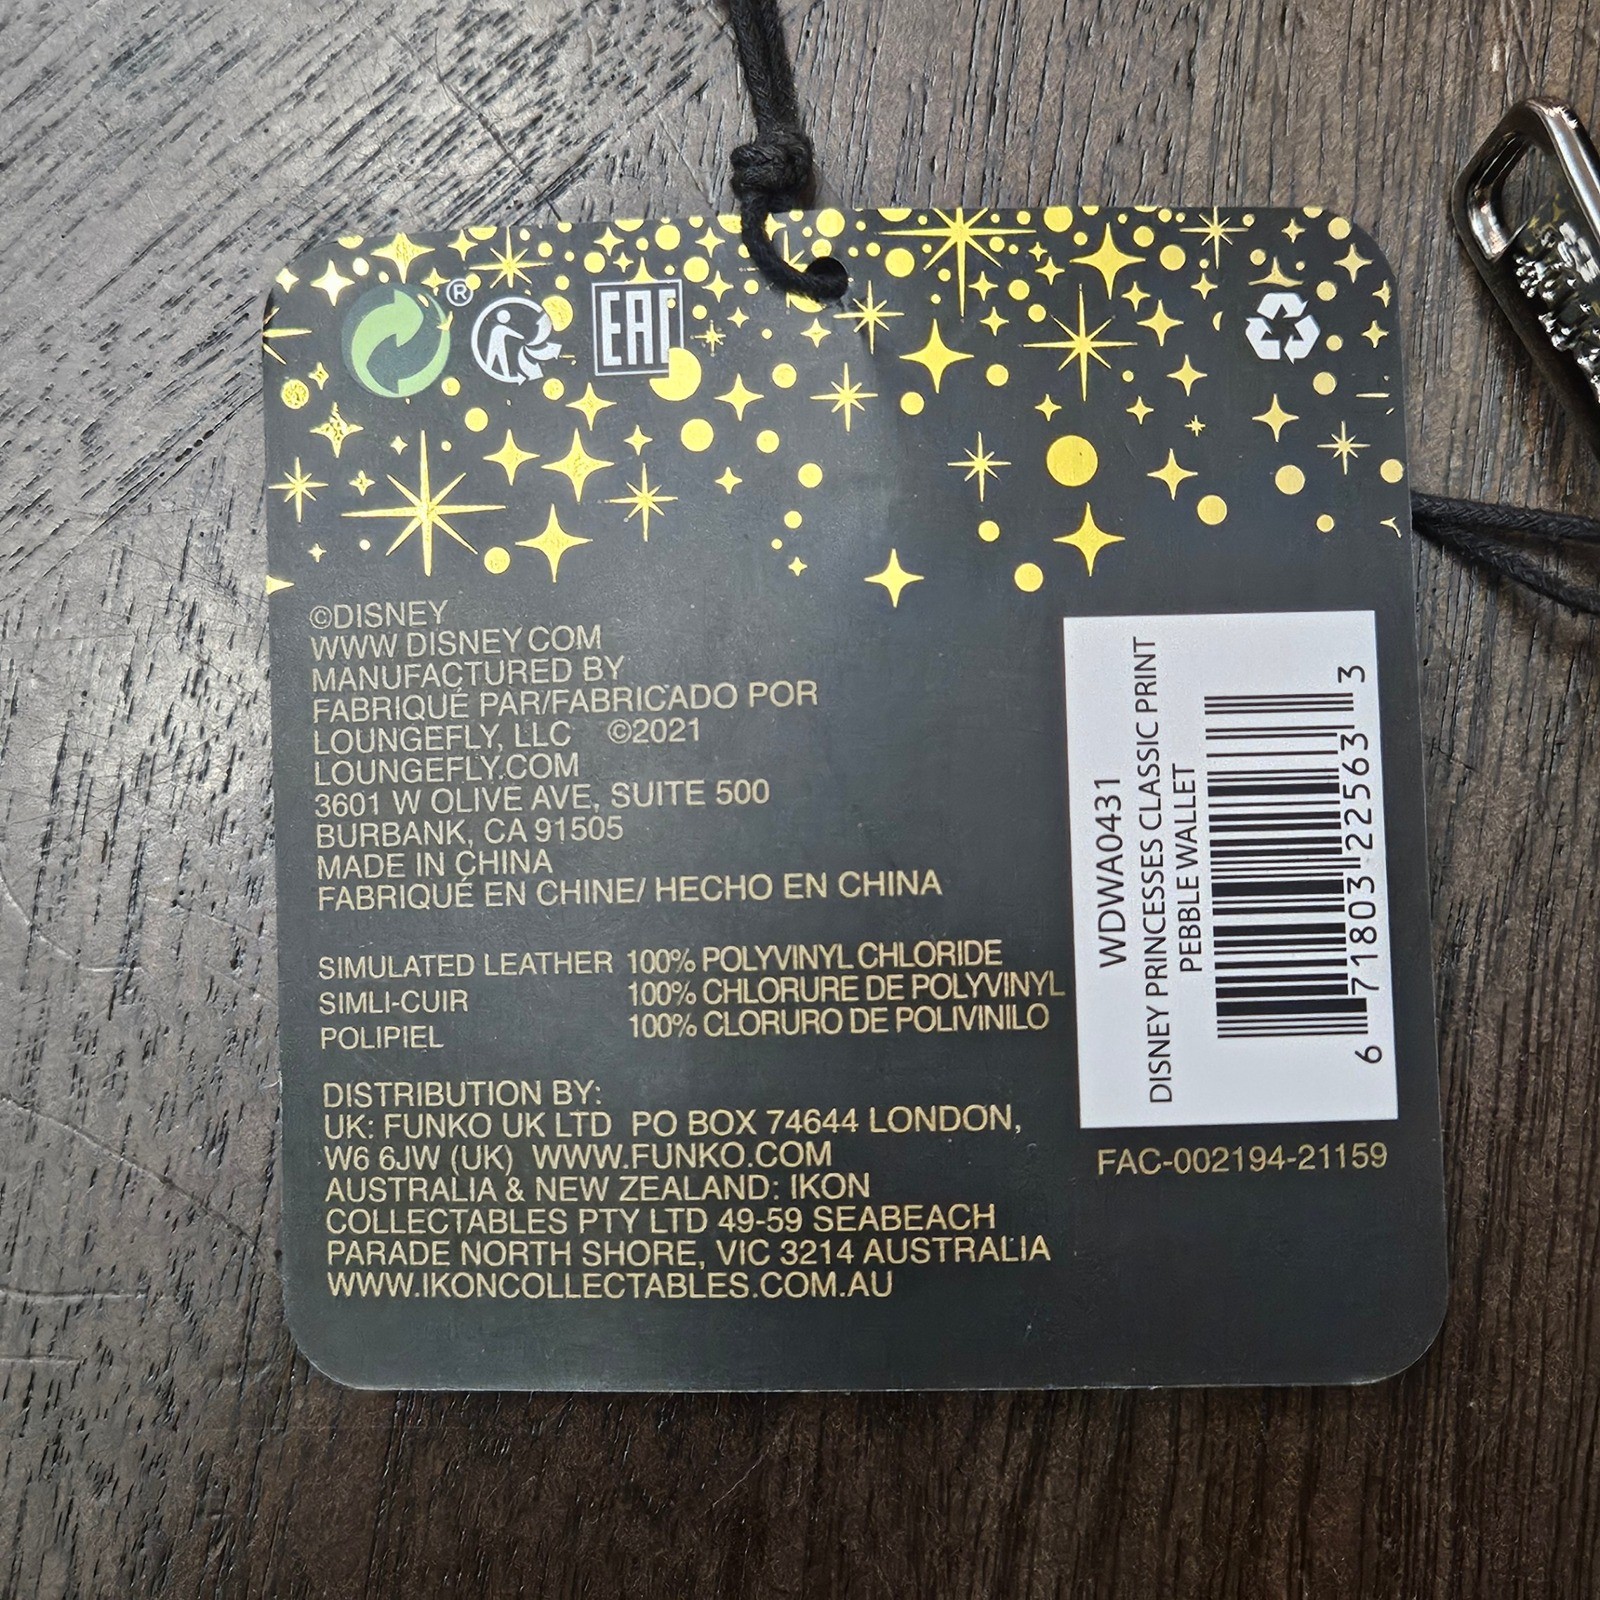 ®
EAC
©DISNEY
WWW DISNEY COM
MANUFACTURED BY
FABRIQUÉ PAR/FABRICADO POR
LOUNGEFLY, LLC ©2021
LOUNGEFLY.COM
3601 W OLIVE AVE, SUITE 500
BURBANK, CA 91505
MADE IN CHINA
FABRIQUÉ EN CHINE/ HECHO EN CHINA
SIMULATED LEATHER 100% POLYVINYL CHLORIDE
SIMLI-CUIR 100% CHLORURE DE POLYVINYL
POLIPIEL 100% CLORURO DE POLIVINILO
DISTRIBUTION BY:
UK: FUNKO UK LTD PO BOX 74644 LONDON,
W6 6JW (UK) WWW.FUNKO.COM
AUSTRALIA & NEW ZEALAND: IKON
COLLECTABLES PTY LTD 49-59 SEABEACH
PARADE NORTH SHORE, VIC 3214 AUSTRALIA
WWW.IKONCOLLECTABLES.COM.AU
WDWA0431
DISNEY PRINCESSES CLASSIC PRINT
PEBBLE WALLET
6 71803 22563 3
FAC-002194-21159